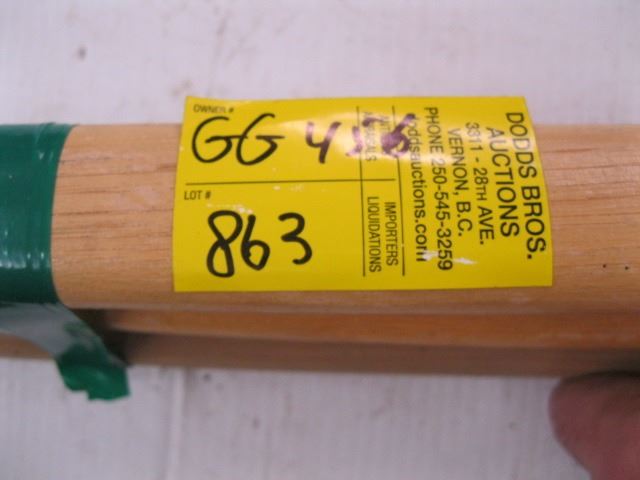 OWNER #
GG 4x6
LOT #
863
IMPORTERS
LIQUIDATIONS
DODDS BROS.
AUCTIONS
3311 - 28TH AVE.
VERNON, B.C.
PHONE 250-545-3259
doddsauctions.com